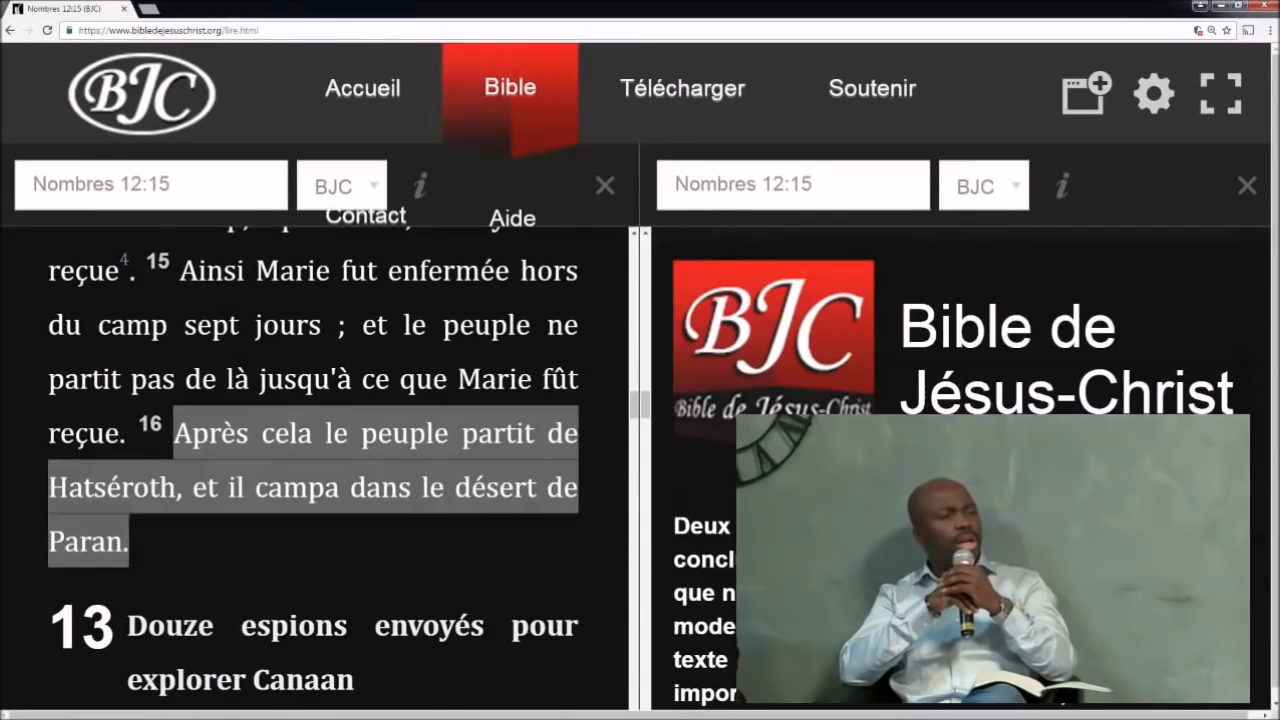 Nombres 12:15 (BJC)
https://www.bibledejesuschrist.org/lire.html
BJC
Accueil
Bible
Télécharger
Soutenir
Nombres 12:15
BJC
i
Contact
Aide
Nombres 12:15
BJC
i
reçue4. 15 Ainsi Marie fut enfermée hors
du camp sept jours ; et le peuple ne
partit pas de là jusqu'à ce que Marie fût
reçue. 16 Après cela le peuple partit de
Hatséroth, et il campa dans le désert de
Paran.
13 Douze espions envoyés pour
explorer Canaan
BJC
Bible de Jésus-Christ
Bible de
Jésus-Christ
Deux
concl
que n
mode
texte
impor